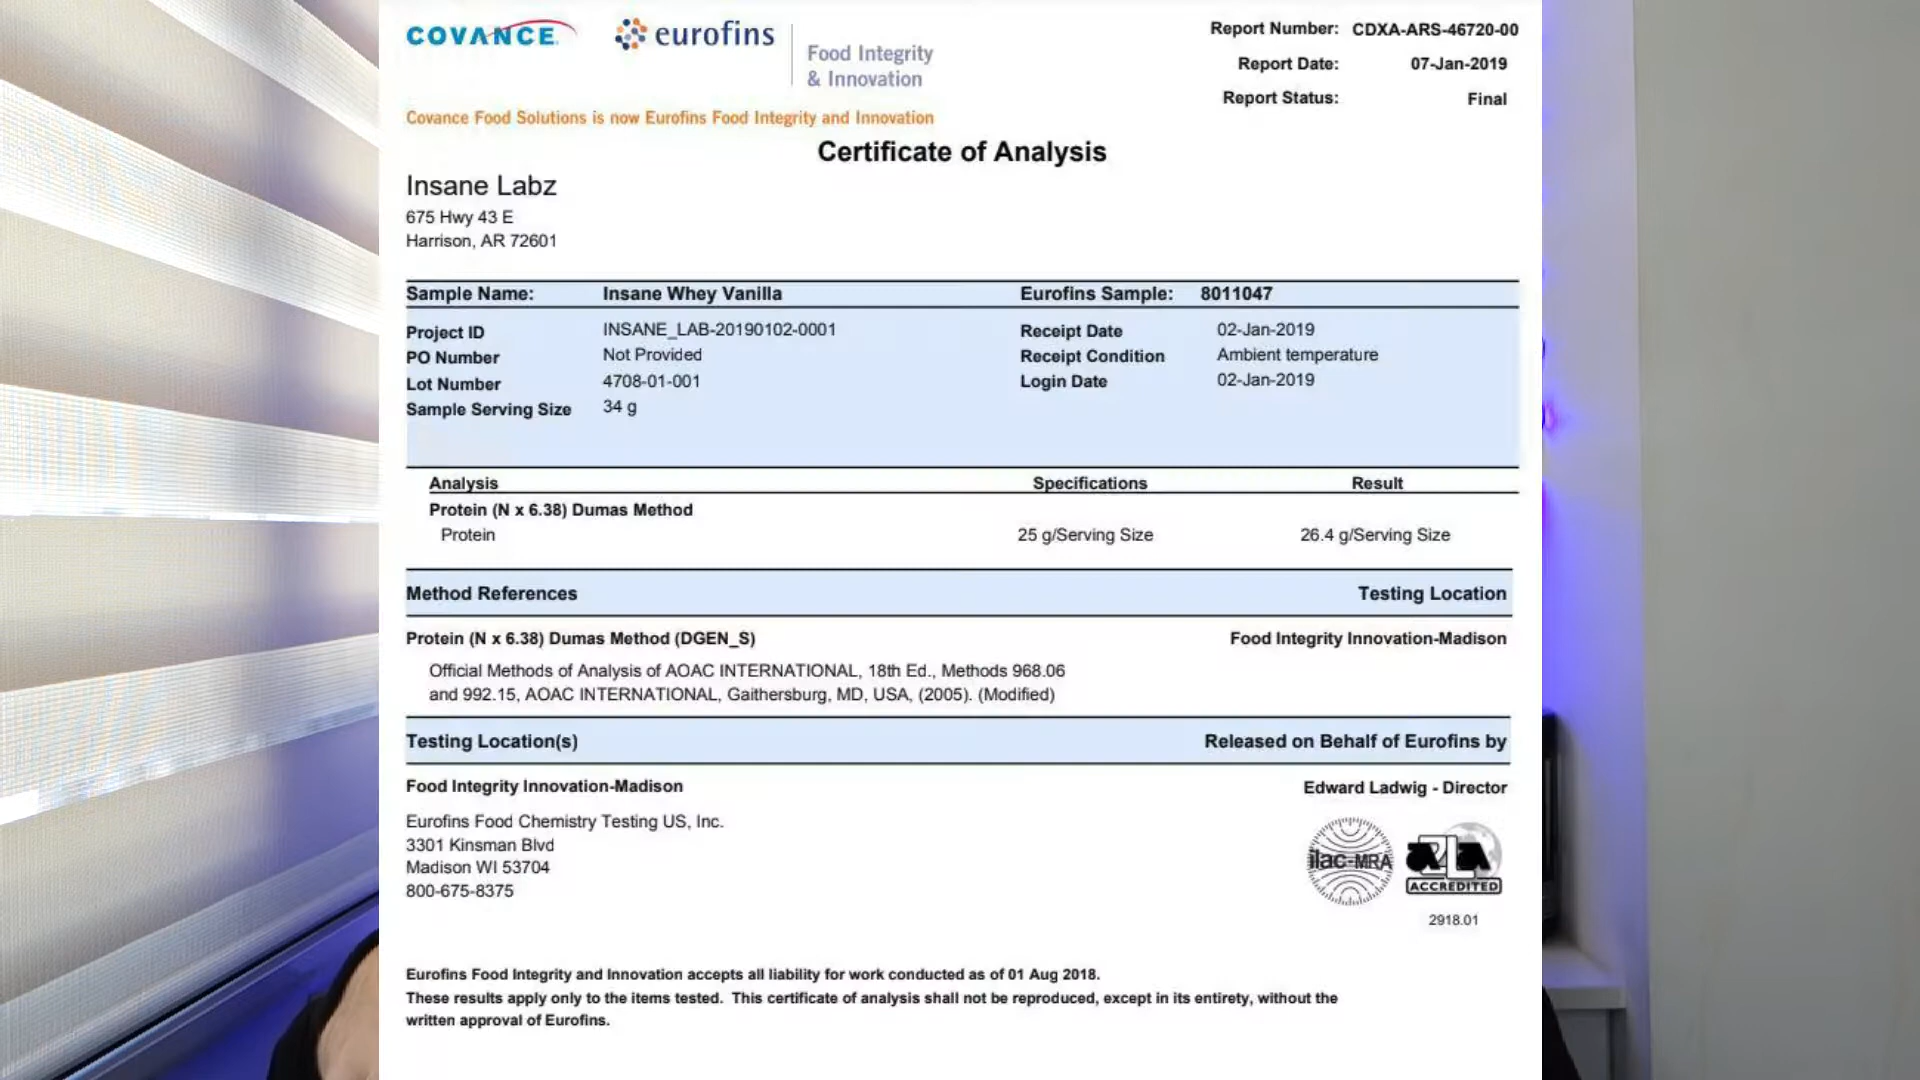 COVANCE
eurofins
Food Integrity
& Innovation
Report Number: CDXA-ARS-46720-00
Report Date: 07-Jan-2019
Report Status: Final
Covance Food Solutions is now Eurofins Food Integrity and Innovation
Certificate of Analysis
Insane Labz
675 Hwy 43 E
Harrison, AR 72601
Sample Name: Insane Whey Vanilla Eurofins Sample: 8011047
Project ID INSANE_LAB-20190102-0001 Receipt Date 02-Jan-2019
PO Number Not Provided Receipt Condition Ambient temperature
Lot Number 4708-01-001 Login Date 02-Jan-2019
Sample Serving Size 34 g
Analysis Specifications Result
Protein (N x 6.38) Dumas Method
Protein 25 g/Serving Size 26.4 g/Serving Size
Method References Testing Location
Protein (N x 6.38) Dumas Method (DGEN_S) Food Integrity Innovation-Madison
Official Methods of Analysis of AOAC INTERNATIONAL, 18th Ed., Methods 968.06
and 992.15, AOAC INTERNATIONAL, Gaithersburg, MD, USA, (2005). (Modified)
Testing Location(s) Released on Behalf of Eurofins by
Food Integrity Innovation-Madison Edward Ladwig - Director
Eurofins Food Chemistry Testing US, Inc.
3301 Kinsman Blvd
Madison WI 53704
800-675-8375
ilac-MRA
A2LA
ACCREDITED
2918.01
Eurofins Food Integrity and Innovation accepts all liability for work conducted as of 01 Aug 2018.
These results apply only to the items tested. This certificate of analysis shall not be reproduced, except in its entirety, without the
written approval of Eurofins.